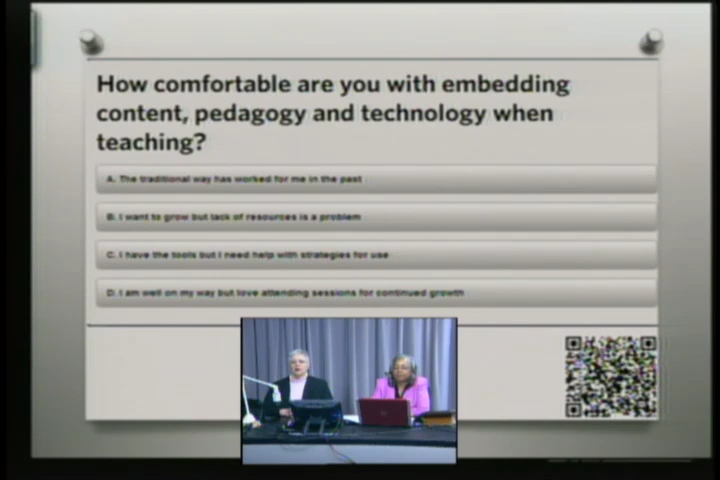 How comfortable are you with embedding
content, pedagogy and technology when
teaching?
A. The traditional way has worked for me in the past
B. I want to grow but lack of resources is a problem
C. I have the tools but I need help with strategies for use
D. I am well on my way but love attending sessions for continued growth